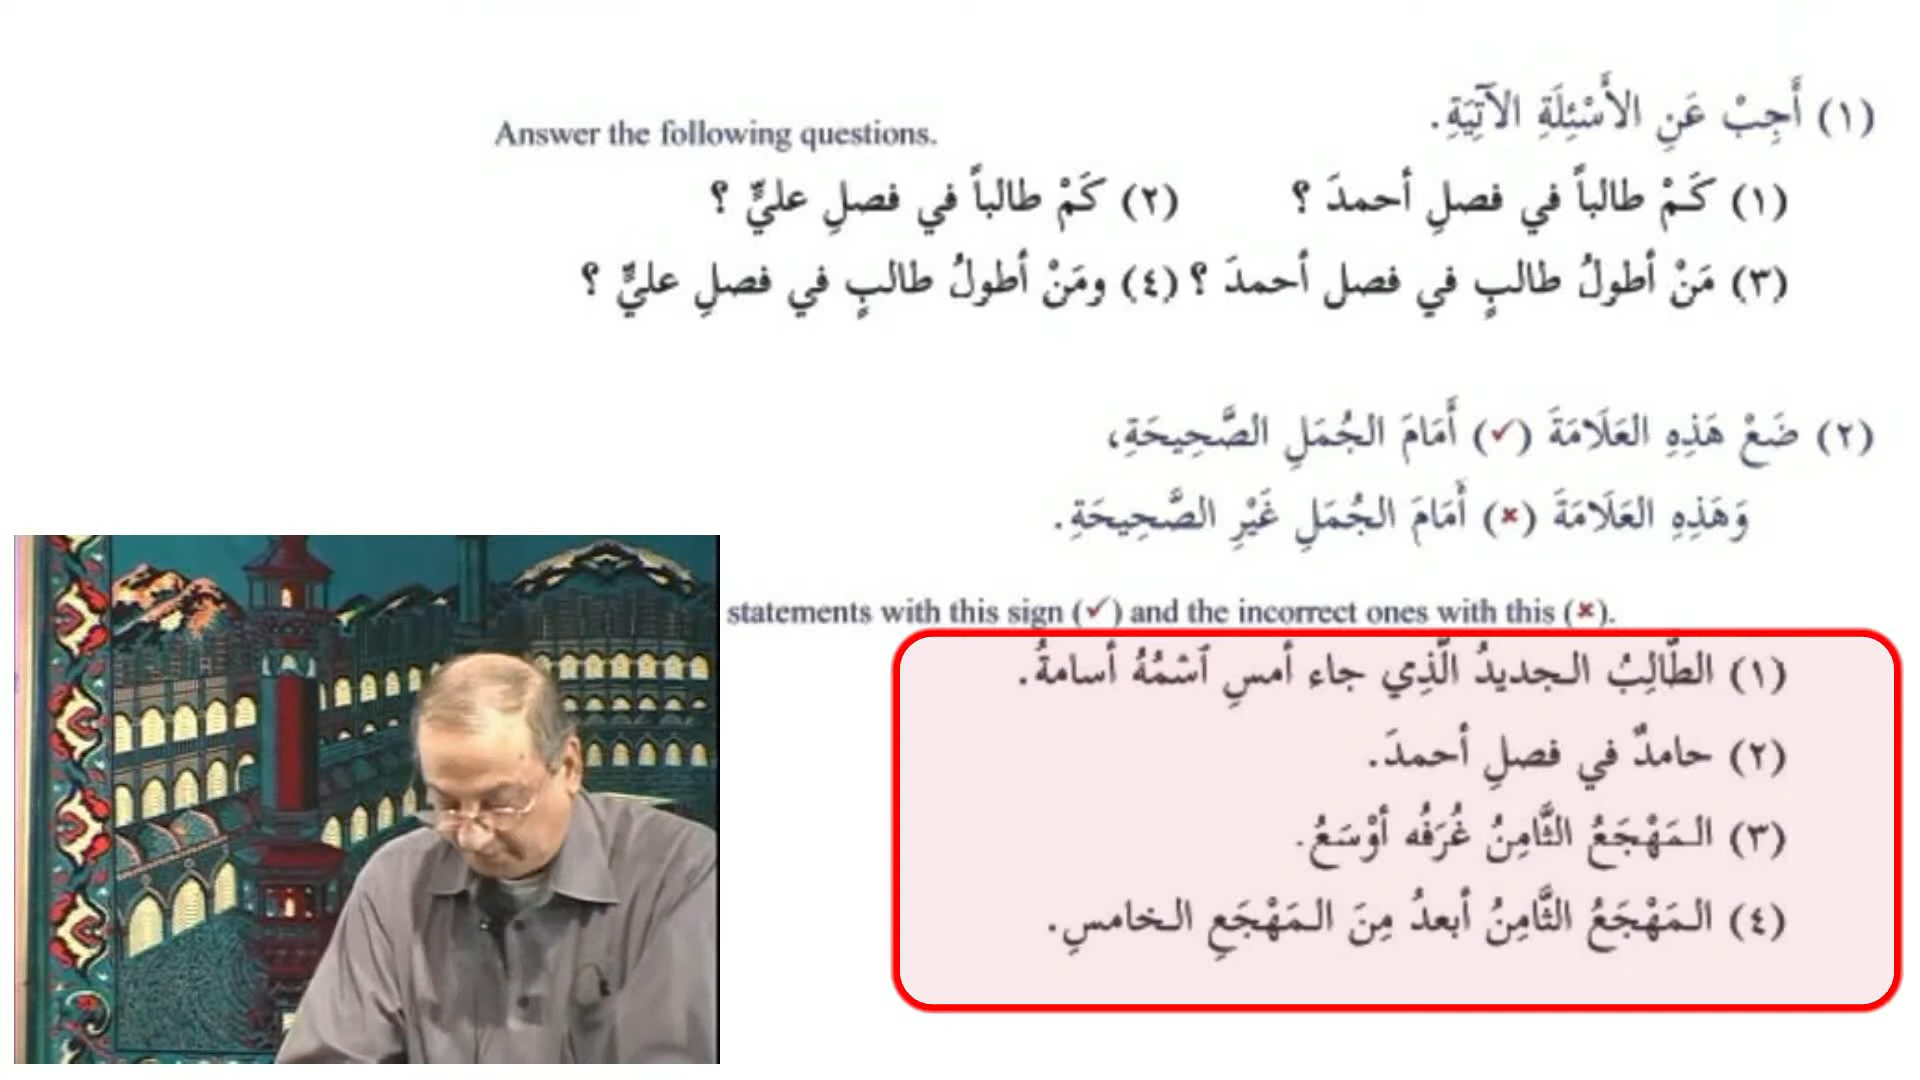 (١) أَجِبْ عَنِ الأَسْئِلَةِ الآتِيَةِ.
Answer the following questions.
(١) كَمْ طالباً في فصلِ أحمدَ ؟ (٢) كَمْ طالباً في فصلِ عليٍّ ؟
(٣) مَنْ أطولُ طالبٍ في فصل أحمدَ ؟ (٤) ومَنْ أطولُ طالبٍ في فصلِ عليٍّ ؟
(٢) ضَعْ هَذِهِ العَلَامَةَ (✓) أَمَامَ الجُمَلِ الصَّحِيحَةِ،
وَهَذِهِ العَلَامَةَ (×) أَمَامَ الجُمَلِ غَيْرِ الصَّحِيحَةِ.
statements with this sign (✓) and the incorrect ones with this (×).
(١) الطَّالِبُ الجديدُ الَّذِي جاء أمسِ ٱسْمُهُ أسامةُ.
(٢) حامدٌ في فصلِ أحمدَ.
(٣) المَهْجَعُ الثَّامِنُ غُرَفُه أوْسَعُ.
(٤) المَهْجَعُ الثَّامِنُ أبعدُ مِنَ المَهْجَعِ الخامسِ.